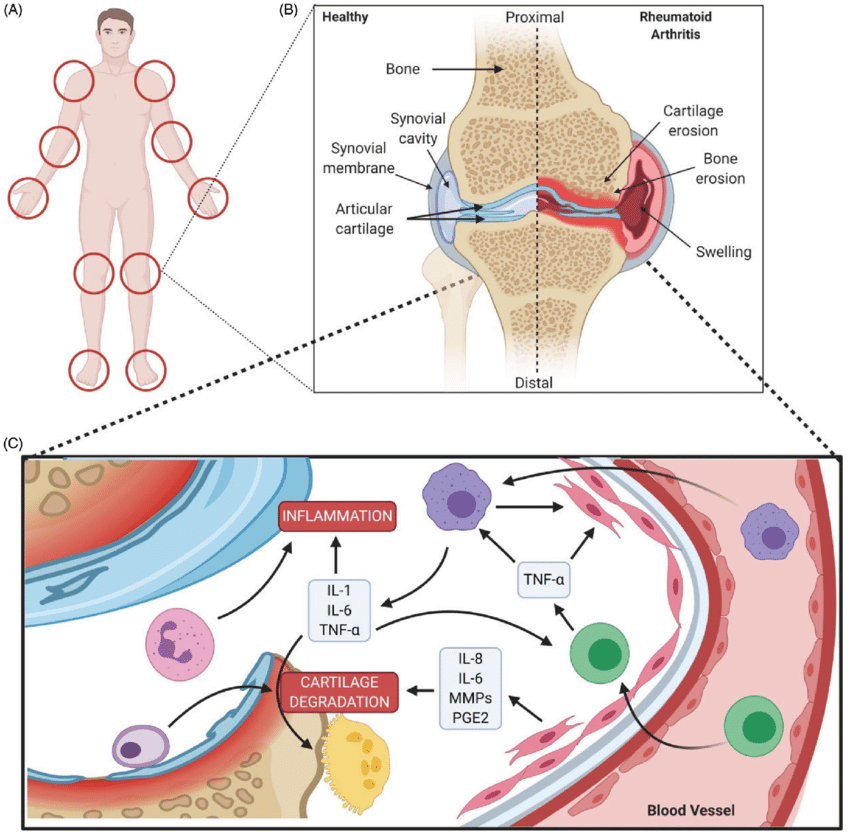 (A)
(B)
Healthy
Proximal
Rheumatoid
Arthritis
Bone
Synovial
cavity
Synovial
membrane
Articular
cartilage
Cartilage
erosion
Bone
erosion
Swelling
Distal
(C)
INFLAMMATION
IL-1
IL-6
TNF-α
TNF-α
CARTILAGE
DEGRADATION
IL-8
IL-6
MMPs
PGE2
Blood Vessel